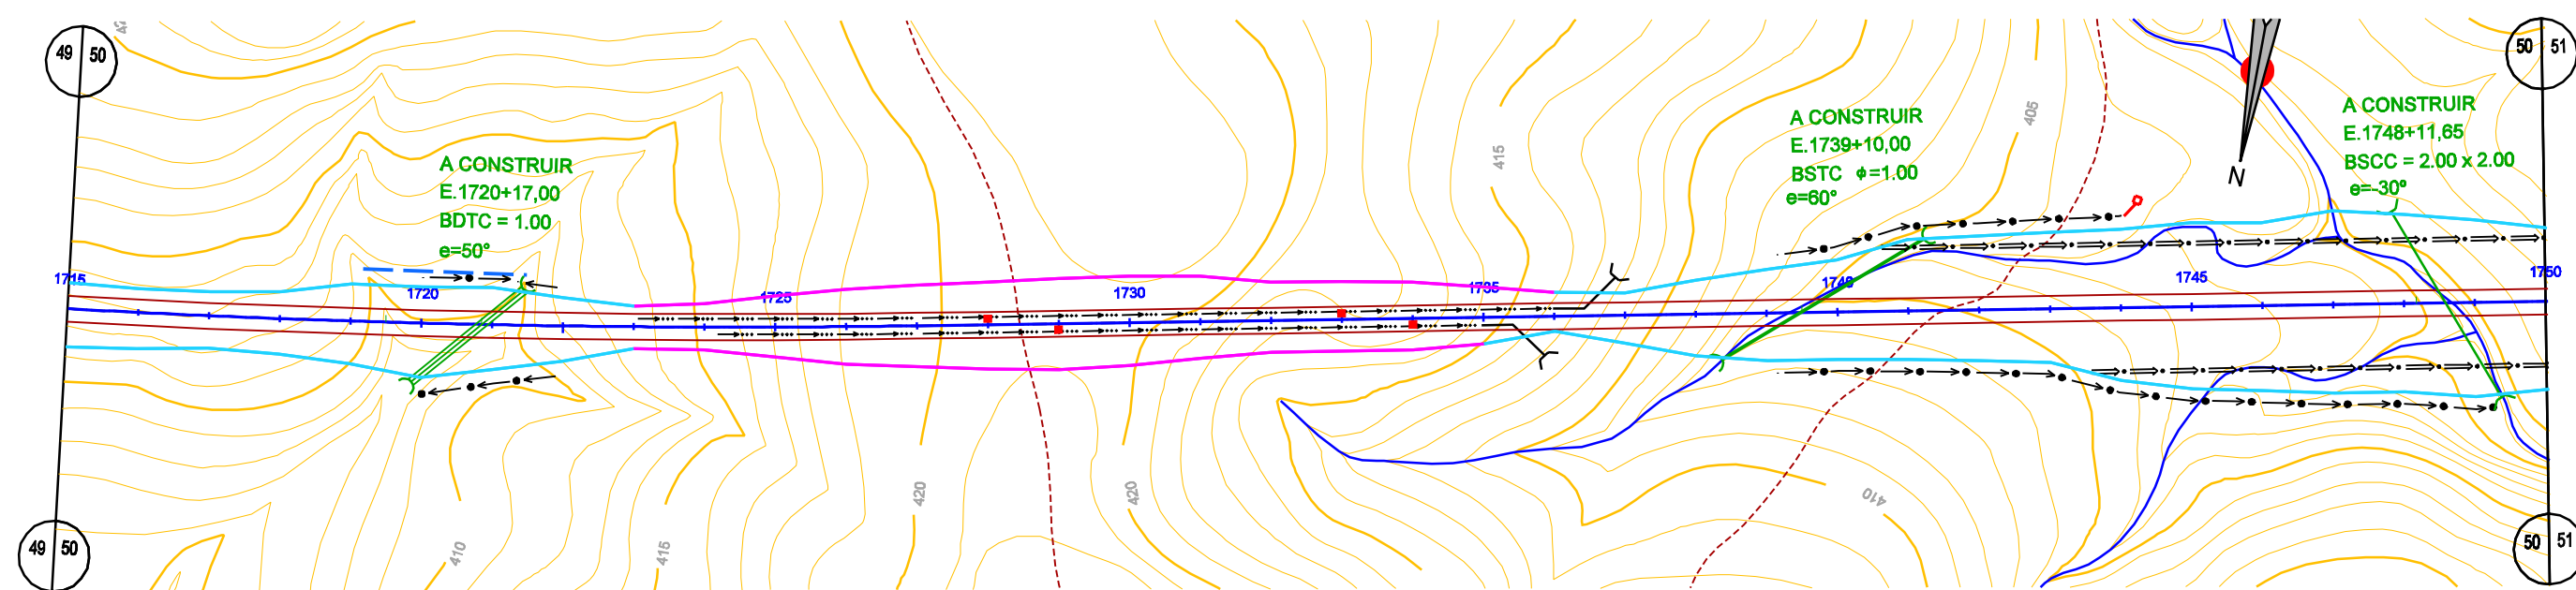 49 50
50 51
A CONSTRUIR
E.1720+17,00
BDTC = 1.00
e=50°
A CONSTRUIR
E.1739+10,00
BSTC φ=1.00
e=60°
A CONSTRUIR
E.1748+11,65
BSCC = 2.00 x 2.00
e=-30°
N
415
405
1715
1720
1725
1730
1735
1740
1745
1750
410
415
420
420
410
49 50
50 51